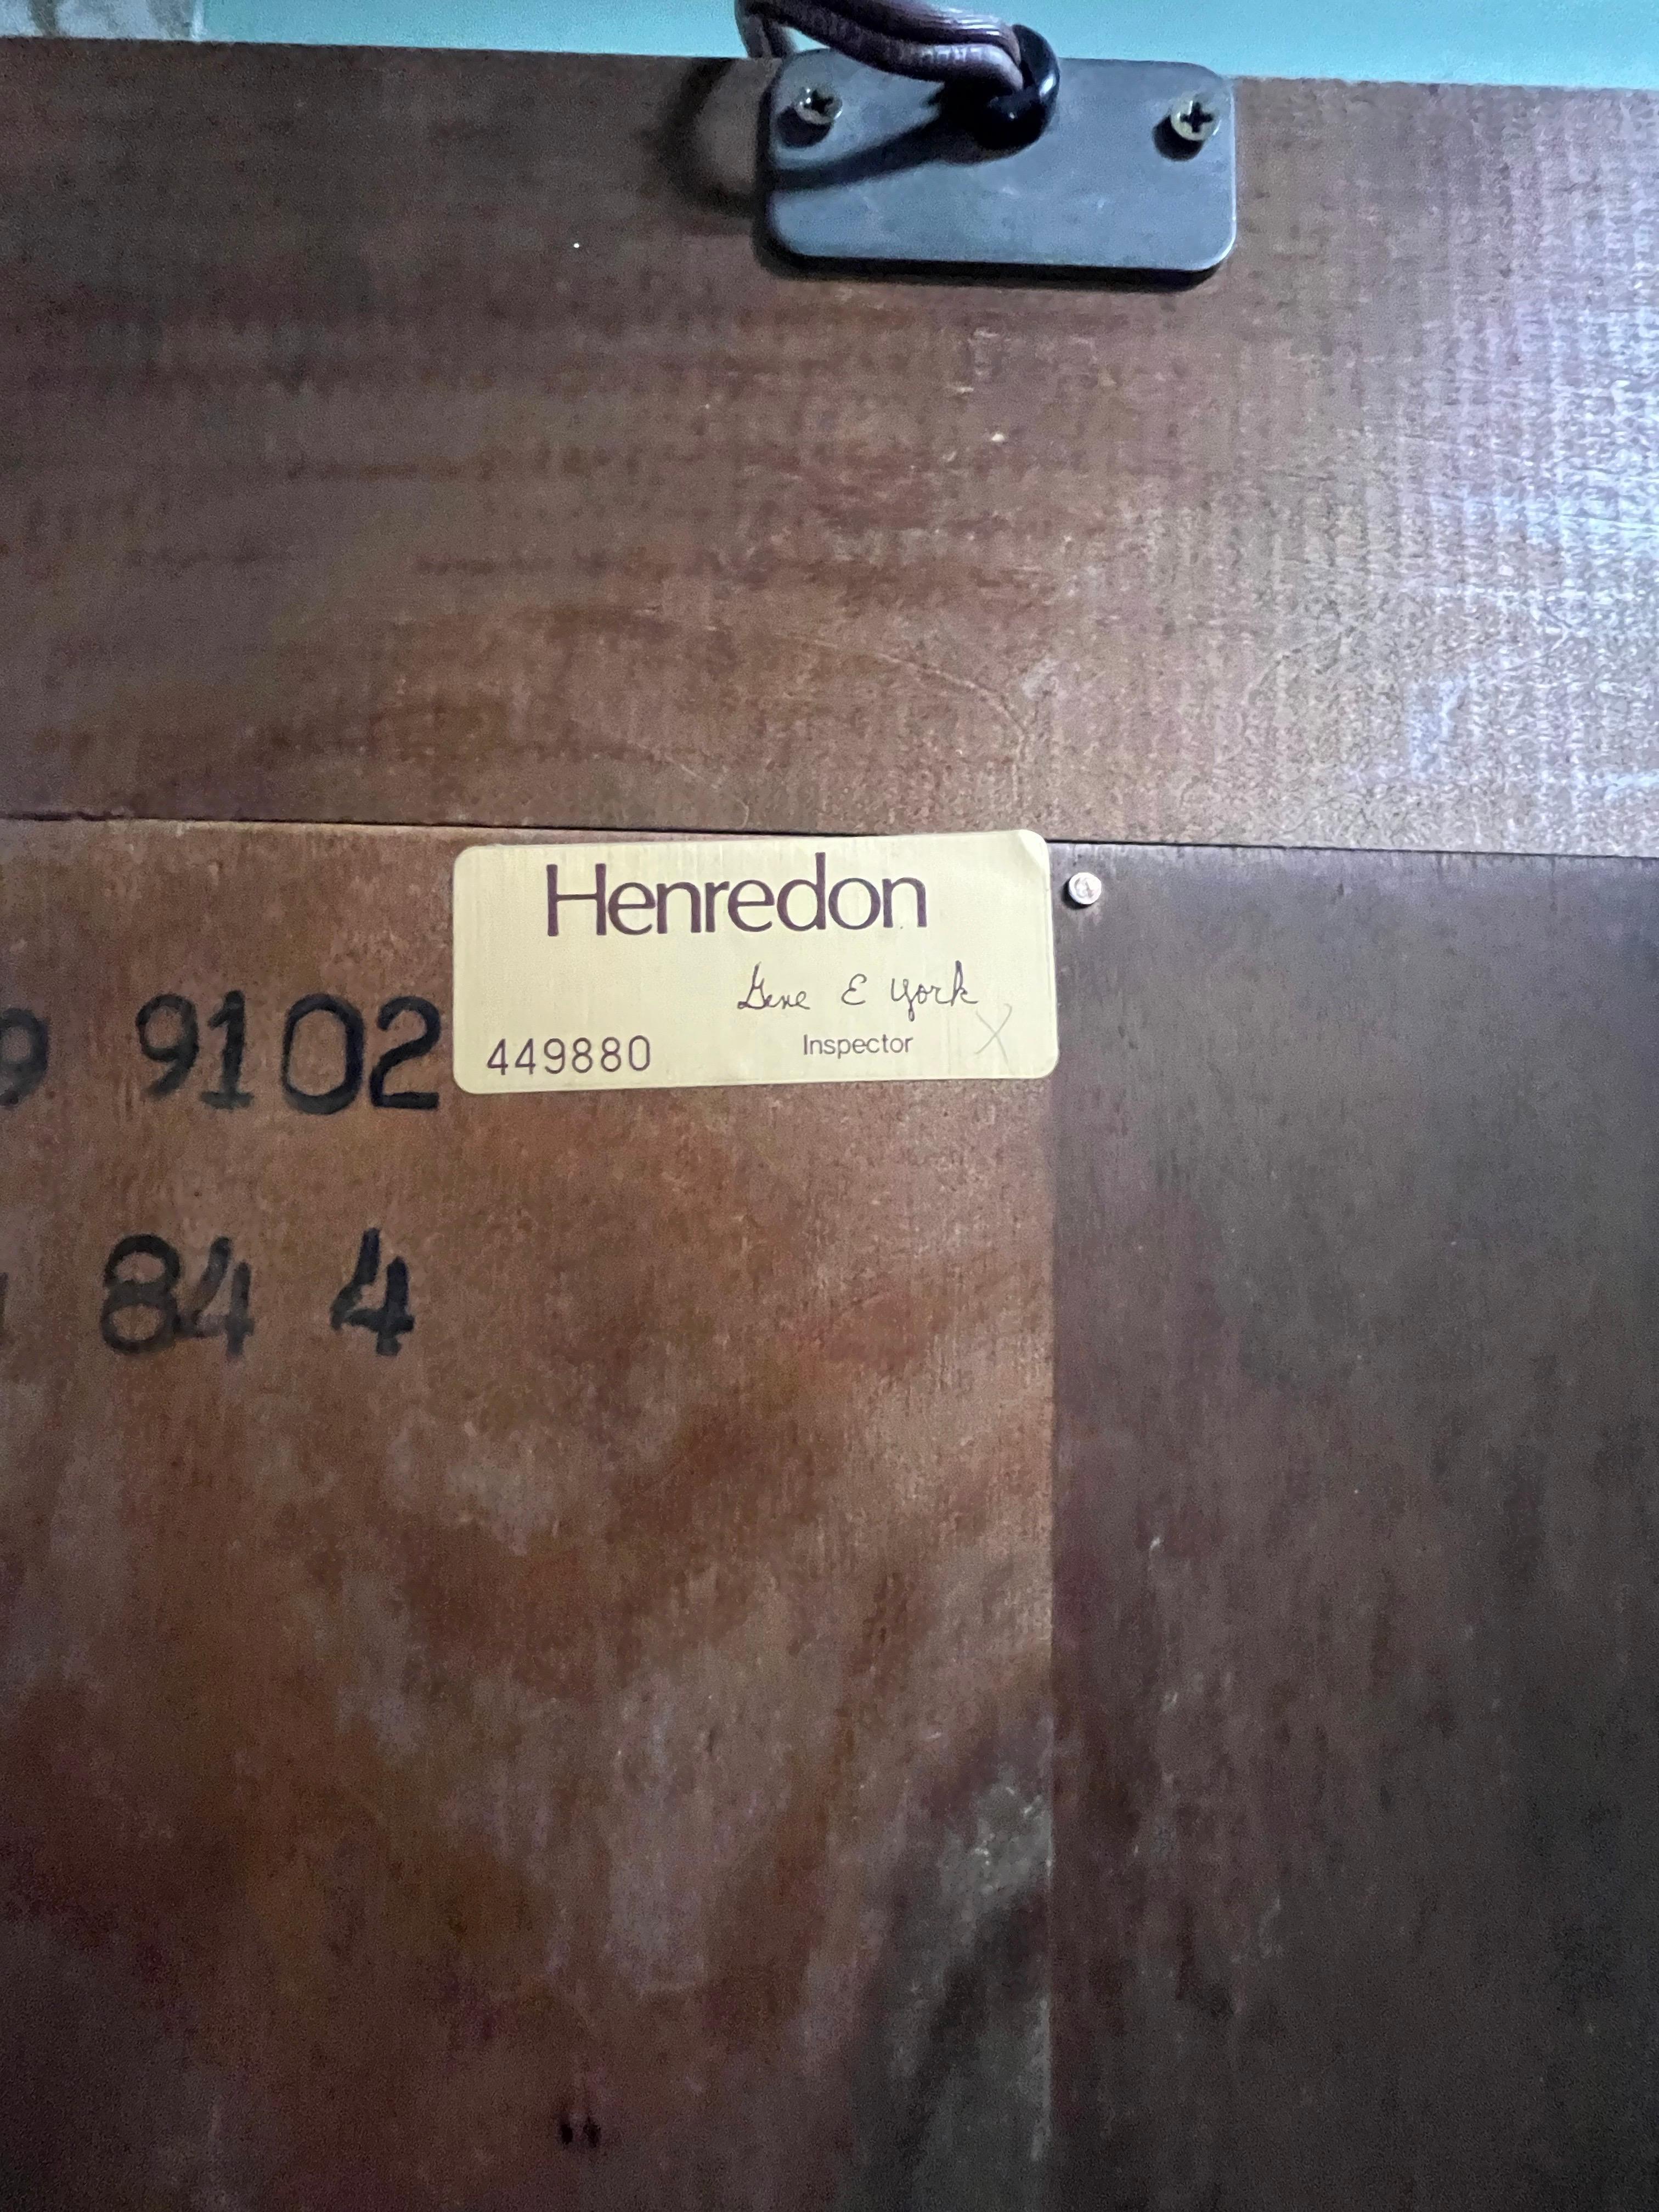 Henredon
Gene E York
449880 Inspector X
9 9102
84 4